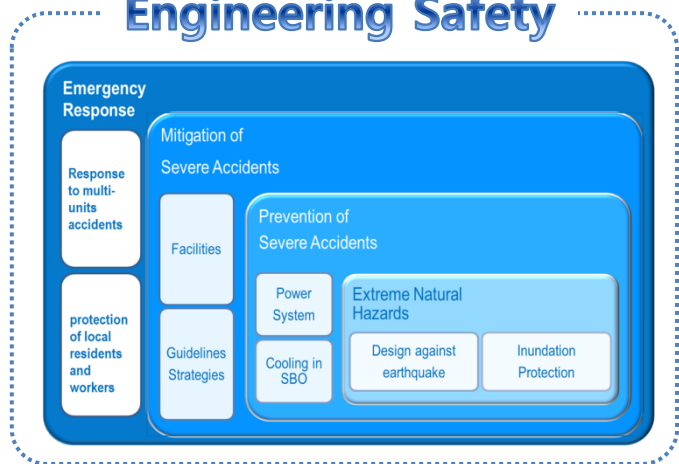 Engineering Safety
Emergency
Response
Response
to multi-
units
accidents
protection
of local
residents
and
workers
Mitigation of
Severe Accidents
Facilities
Guidelines
Strategies
Prevention of
Severe Accidents
Power
System
Cooling in
SBO
Extreme Natural
Hazards
Design against
earthquake
Inundation
Protection